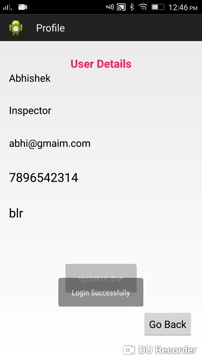 12:46 PM
Profile
User Details
Abhishek
Inspector
abhi@gmaim.com
7896542314
blr
Login Successfully
Go Back
DU Recorder